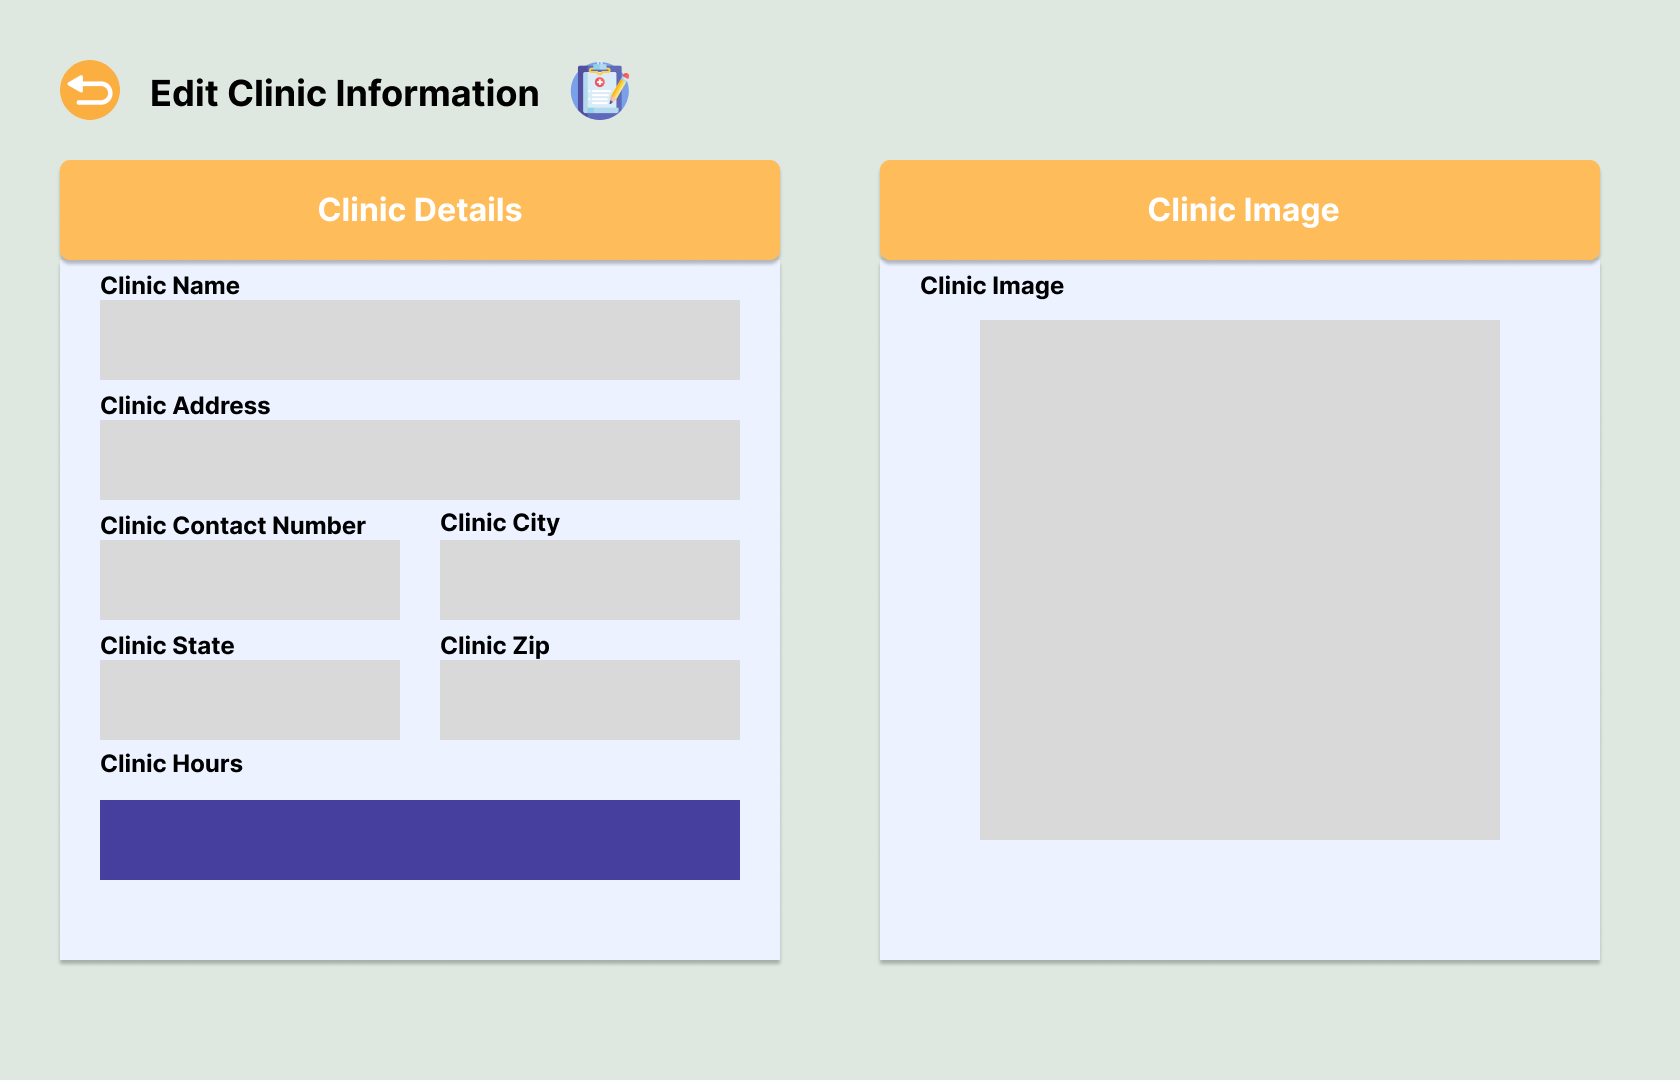 Edit Clinic Information
Clinic Details
Clinic Name
Clinic Address
Clinic Contact Number
Clinic City
Clinic State
Clinic Zip
Clinic Hours
Clinic Image
Clinic Image